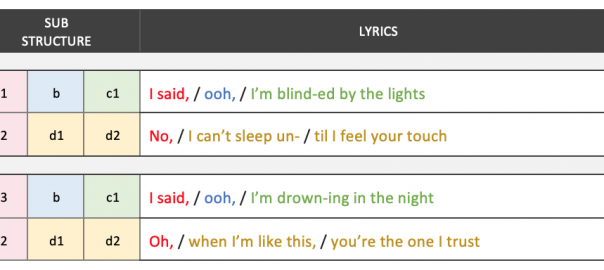 SUB
STRUCTURE LYRICS
1 b c1 I said, / ooh, / I’m blind-ed by the lights
2 d1 d2 No, / I can’t sleep un- / til I feel your touch
3 b c1 I said, / ooh, / I’m drown-ing in the night
2 d1 d2 Oh, / when I’m like this, / you’re the one I trust